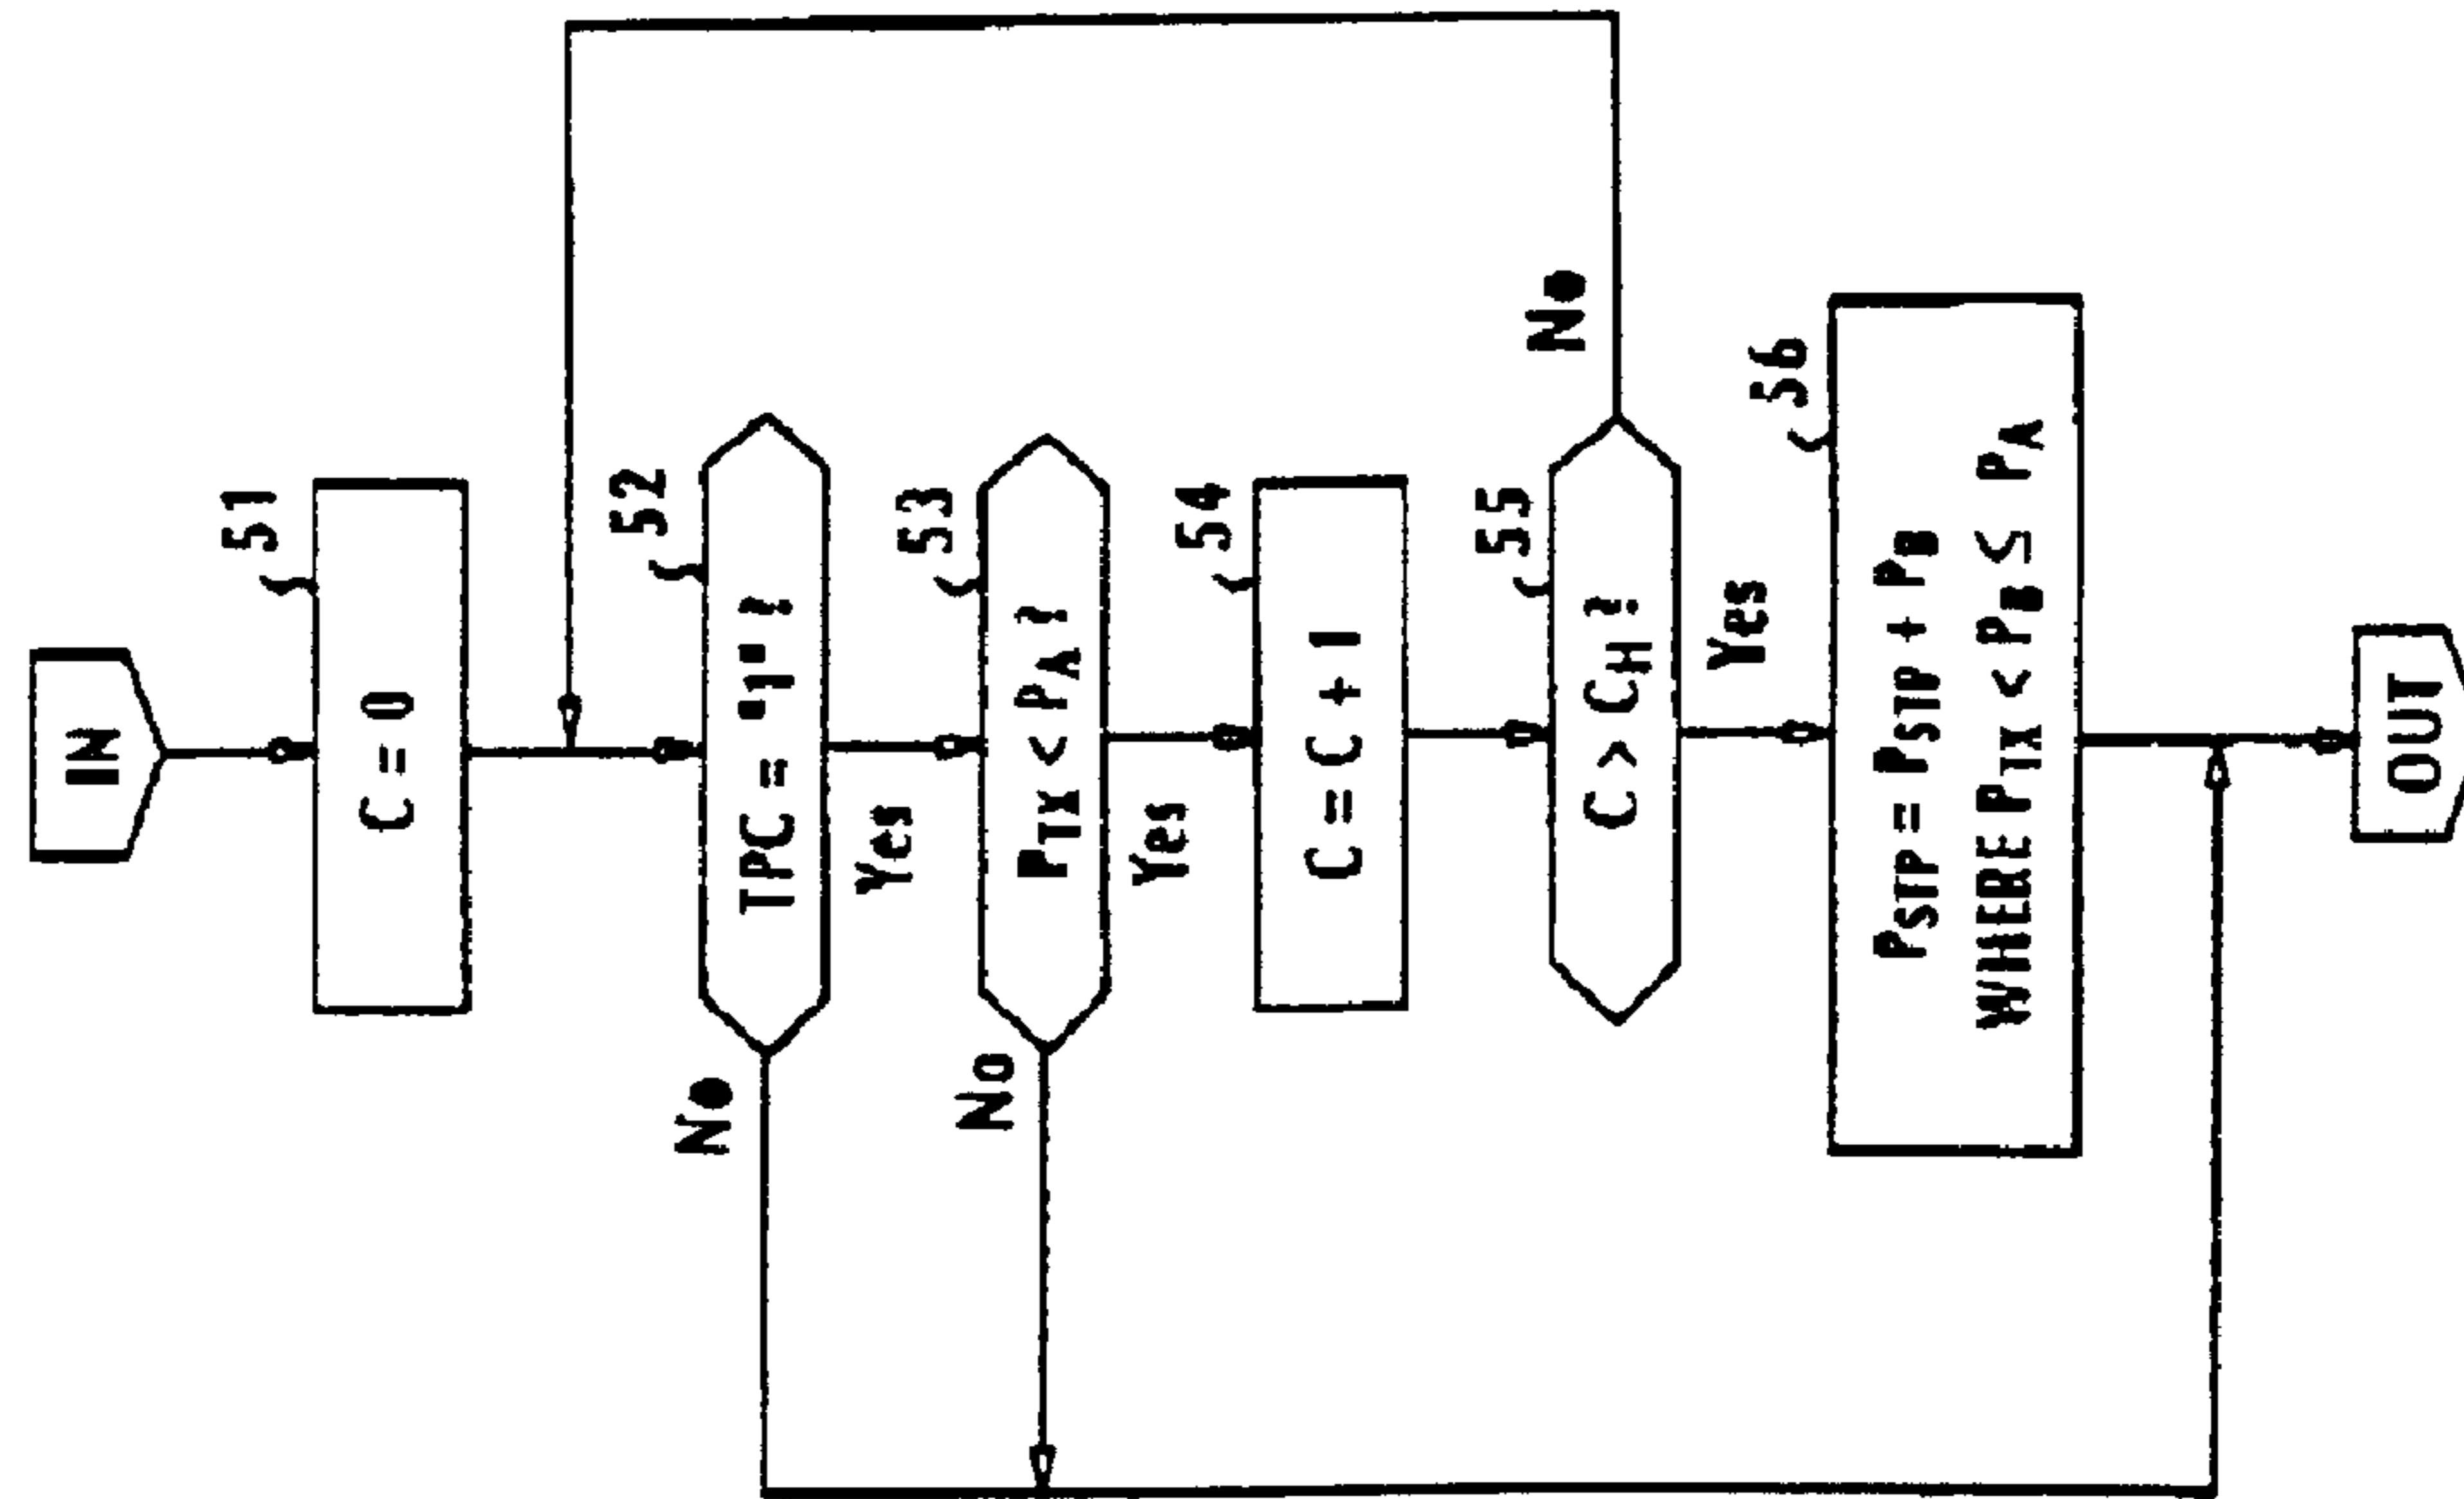 IN
51
C = 0
52
TPC = "1" ?
Yes
No
53
PTX < PA ?
Yes
No
54
C = C + 1
55
C > CH ?
No
Yes
56
PSTP = PSTP + PB
WHERE PTX < PB ≤ PA
OUT